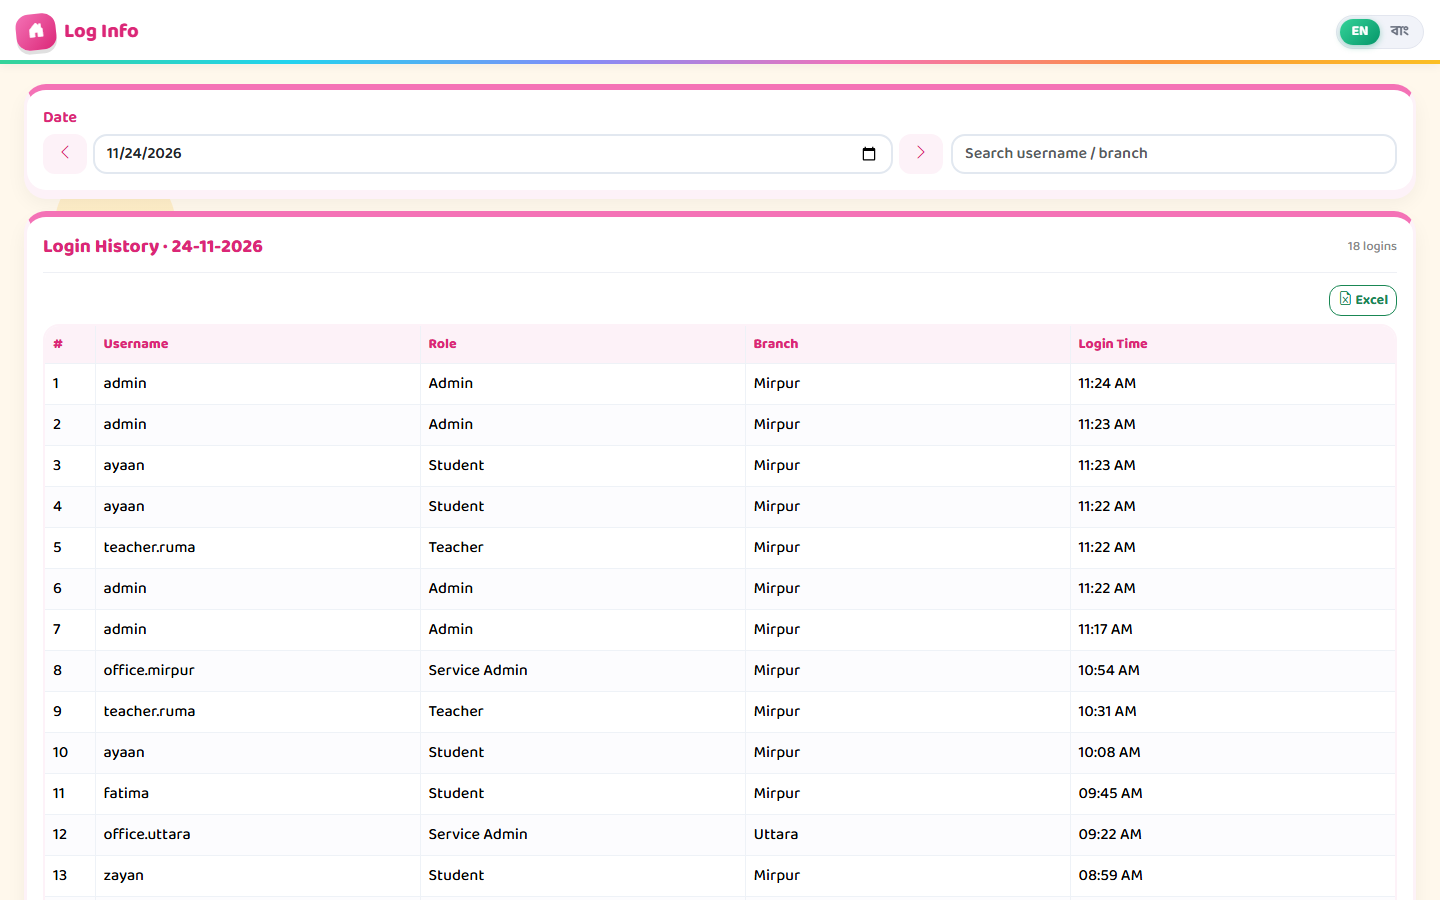 Log Info
EN বাং
Date
11/24/2026
Search username / branch
Login History · 24-11-2026
18 logins
Excel
# Username Role Branch Login Time
1 admin Admin Mirpur 11:24 AM
2 admin Admin Mirpur 11:23 AM
3 ayaan Student Mirpur 11:23 AM
4 ayaan Student Mirpur 11:22 AM
5 teacher.ruma Teacher Mirpur 11:22 AM
6 admin Admin Mirpur 11:22 AM
7 admin Admin Mirpur 11:17 AM
8 office.mirpur Service Admin Mirpur 10:54 AM
9 teacher.ruma Teacher Mirpur 10:31 AM
10 ayaan Student Mirpur 10:08 AM
11 fatima Student Mirpur 09:45 AM
12 office.uttara Service Admin Uttara 09:22 AM
13 zayan Student Mirpur 08:59 AM